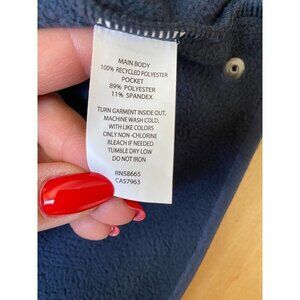 MAIN BODY
100% RECYCLED POLYESTER
POCKET
89% POLYESTER
11% SPANDEX
TURN GARMENT INSIDE OUT,
MACHINE WASH COLD,
WITH LIKE COLORS
ONLY NON-CHLORINE
BLEACH IF NEEDED
TUMBLE DRY LOW
DO NOT IRON
RN58665
CA57963